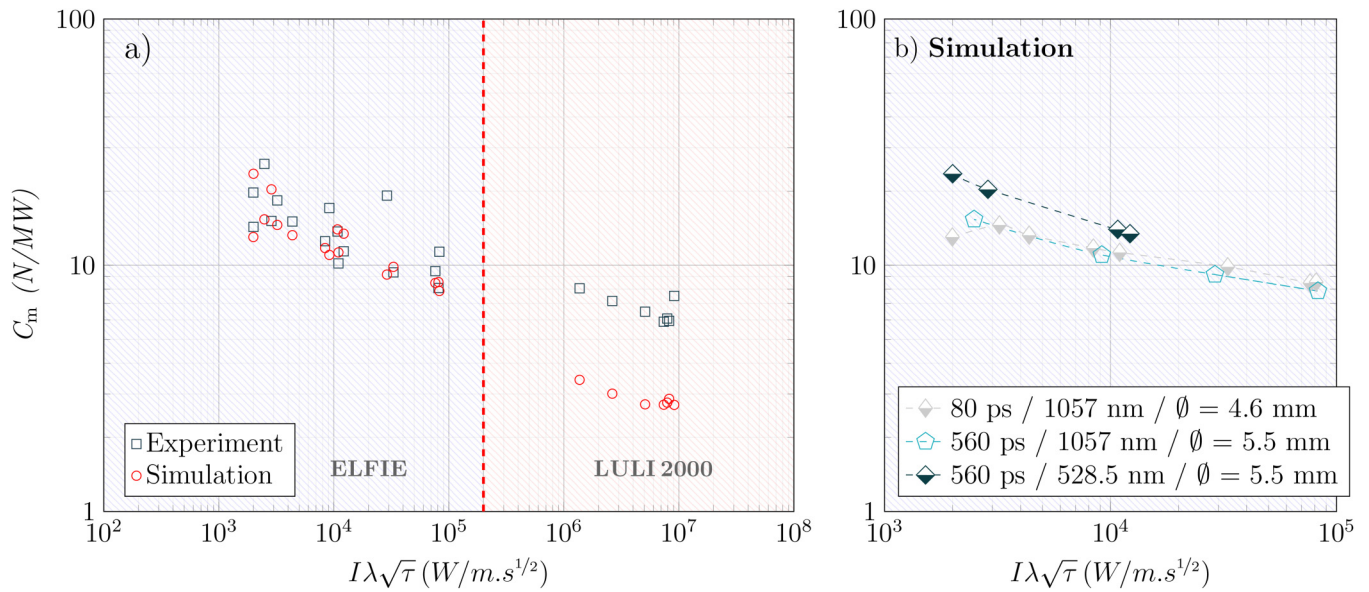 a)
100
10
1
C_m (N/MW)
Experiment
Simulation
ELFIE
LULI 2000
10^2 10^3 10^4 10^5 10^6 10^7 10^8
Iλ√τ (W/m.s^{1/2})
b) Simulation
100
10
1
80 ps / 1057 nm / ∅ = 4.6 mm
560 ps / 1057 nm / ∅ = 5.5 mm
560 ps / 528.5 nm / ∅ = 5.5 mm
10^3 10^4 10^5
Iλ√τ (W/m.s^{1/2})